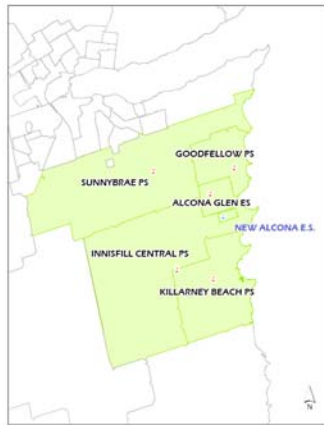 GOODFELLOW PS
SUNNYBRAE PS
ALCONA GLEN ES
NEW ALCONA E.S.
INNISFILL CENTRAL PS
KILLARNEY BEACH PS
N